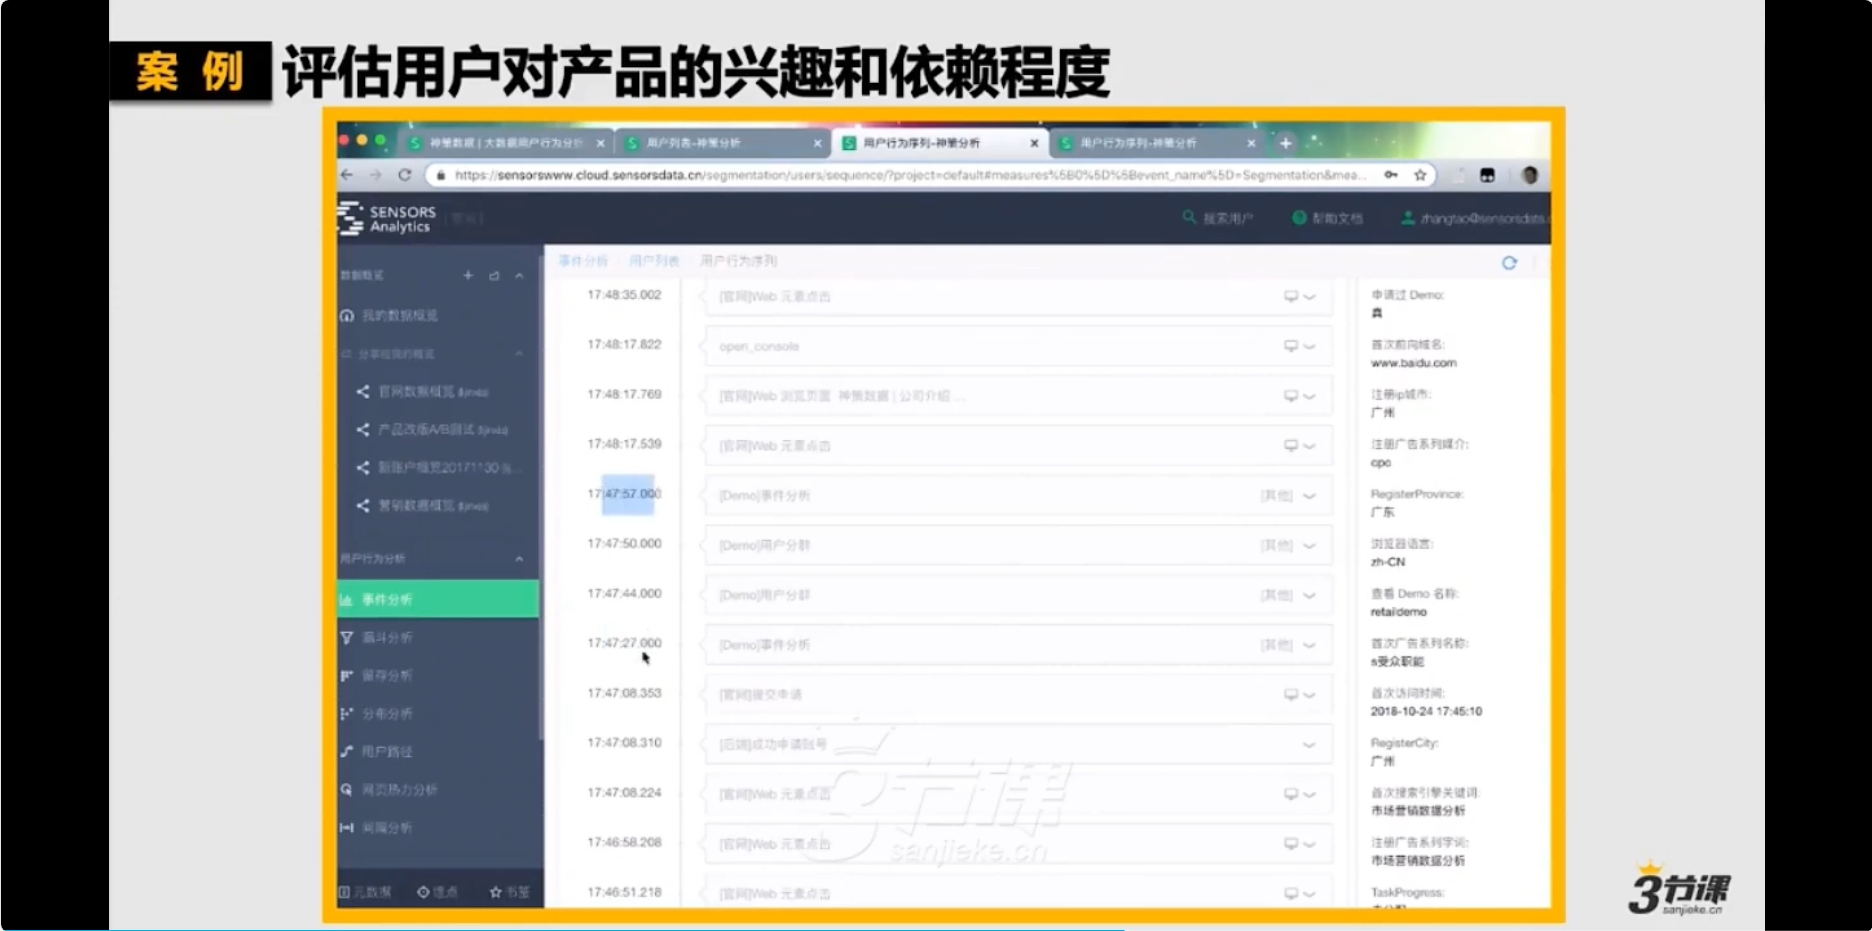 案 例 评估用户对产品的兴趣和依赖程度
神策数据 | 大数据用户行为分析
用户列表-神策分析
用户行为序列-神策分析
用户行为序列-神策分析
https://sensorswww.cloud.sensorsdata.cn/segmentation/users/sequence/?project=default#measures%5B0%5D%5Bevent_name%5D=Segmentation&mea...
SENSORS
Analytics
搜索用户
帮助文档
zhangtao@sensorsdata.c
数据概览
我的数据概览
分享给我的概览
官网数据概览
产品改版A/B测试
新账户概览20171130
营销数据概览
用户行为分析
事件分析
漏斗分析
留存分析
分布分析
用户路径
网页热力分析
间隔分析
元数据
埋点
书签
事件分析 用户列表 用户行为序列
17:48:35.002 [官网]Web 元素点击
17:48:17.822 open_console
17:48:17.769 [官网]Web 浏览页面 神策数据 | 公司介绍 ...
17:48:17.539 [官网]Web 元素点击
17:47:57.000 [Demo]事件分析 [其他]
17:47:50.000 [Demo]用户分群 [其他]
17:47:44.000 [Demo]用户分群 [其他]
17:47:27.000 [Demo]事件分析 [其他]
17:47:08.353 [官网]提交申请
17:47:08.310 [后端]成功申请账号
17:47:08.224 [官网]Web 元素点击
17:46:58.208 [官网]Web 元素点击
17:46:51.218 [官网]Web 元素点击
申请过 Demo:
真
首次前向域名:
www.baidu.com
注册ip城市:
广州
注册广告系列媒介:
cpc
RegisterProvince:
广东
浏览器语言:
zh-CN
查看 Demo 名称:
retaildemo
首次广告系列名称:
s受众职能
首次访问时间:
2018-10-24 17:45:10
RegisterCity:
广州
首次搜索引擎关键词:
市场营销数据分析
注册广告系列字词:
市场营销数据分析
TaskProgress:
3节课
sanjieke.cn
3节课
sanjieke.cn